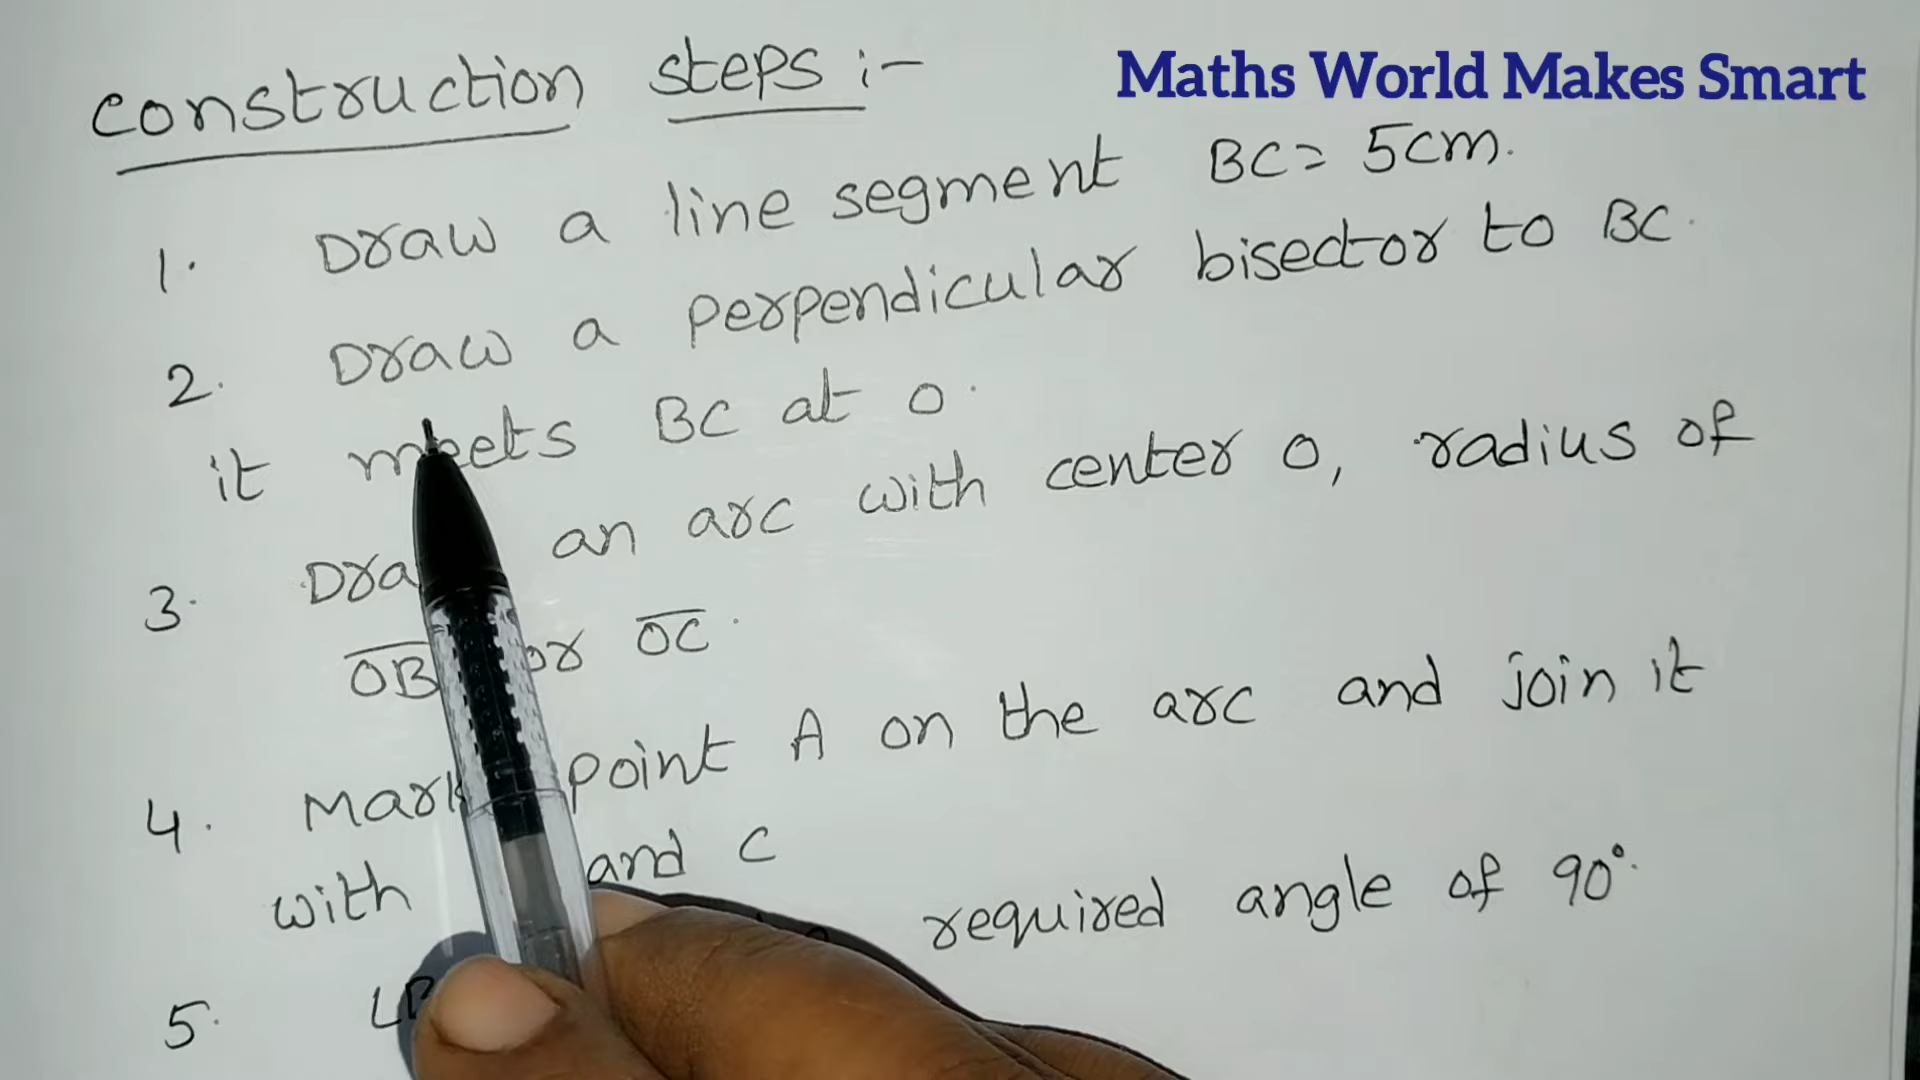 Maths World Makes Smart
construction steps :-
1. Draw a line segment BC = 5cm.
2. Draw a perpendicular bisector to BC.
it meets BC at O.
3. Draw an arc with center O, radius of
OB or OC.
4. Mark point A on the arc and join it
with and C
5. required angle of 90°.